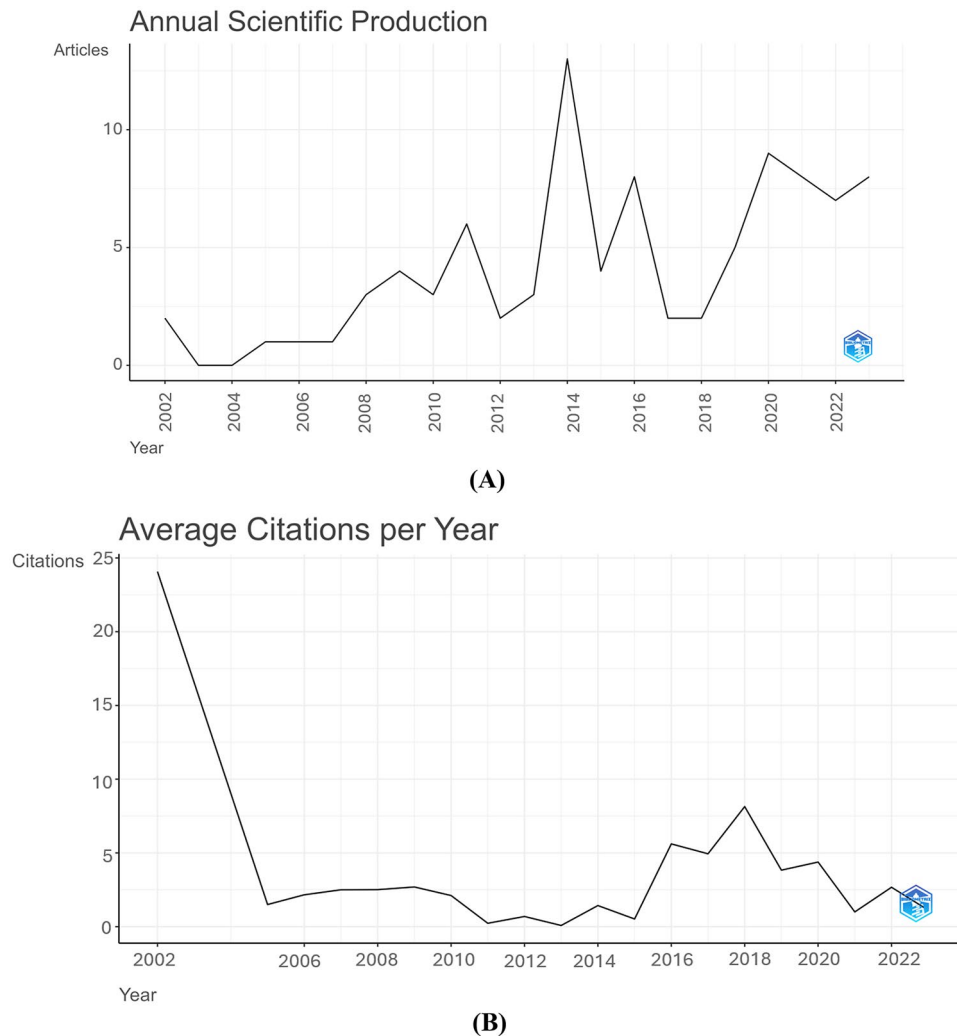 Annual Scientific Production
Articles
10
5
0
2002 2004 2006 2008 2010 2012 2014 2016 2018 2020 2022
Year
(A)
Average Citations per Year
Citations 25
20
15
10
5
0
2002 2006 2008 2010 2012 2014 2016 2018 2020 2022
Year
(B)